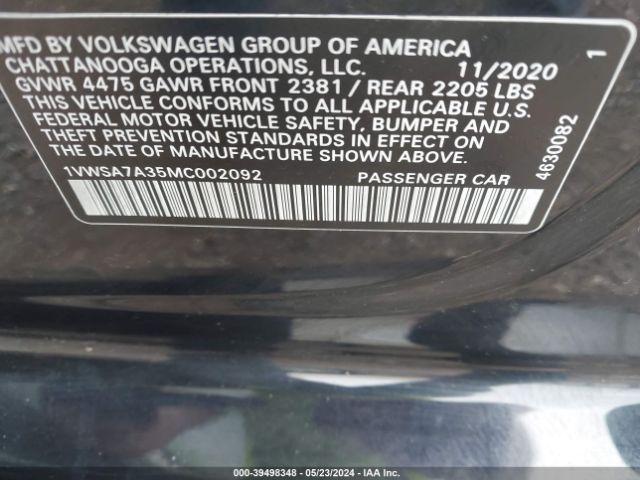 MFD BY VOLKSWAGEN GROUP OF AMERICA
CHATTANOOGA OPERATIONS, LLC. 11/2020
GVWR 4475 GAWR FRONT 2381 / REAR 2205 LBS
THIS VEHICLE CONFORMS TO ALL APPLICABLE U.S.
FEDERAL MOTOR VEHICLE SAFETY, BUMPER AND
THEFT PREVENTION STANDARDS IN EFFECT ON
THE DATE OF MANUFACTURE SHOWN ABOVE
1VWSA7A35MC002092 PASSENGER CAR
4630082 1
000-39498348 - 05/23/2024 - IAA Inc.